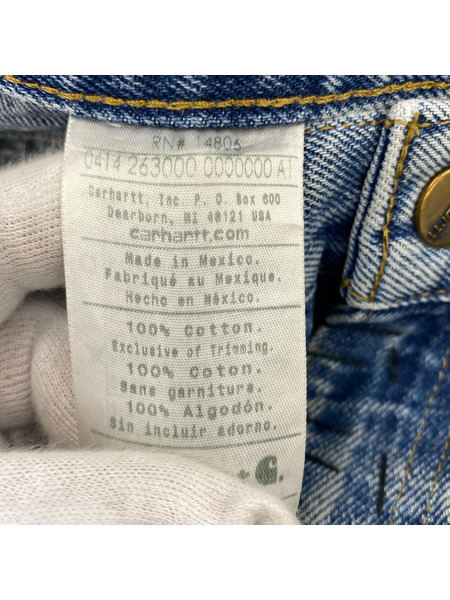 RN# 14806
0414 263000 0000000 A1
Carhartt, Inc P. O. Box 600
Dearborn, MI 48121 USA
carhartt.com
Made in Mexico.
Fabriqué au Mexique.
Hecho en México.
100% Cotton.
Exclusive of Trimming.
100% Coton.
Sans garniture.
100% Algodón.
Sin incluir adorno.